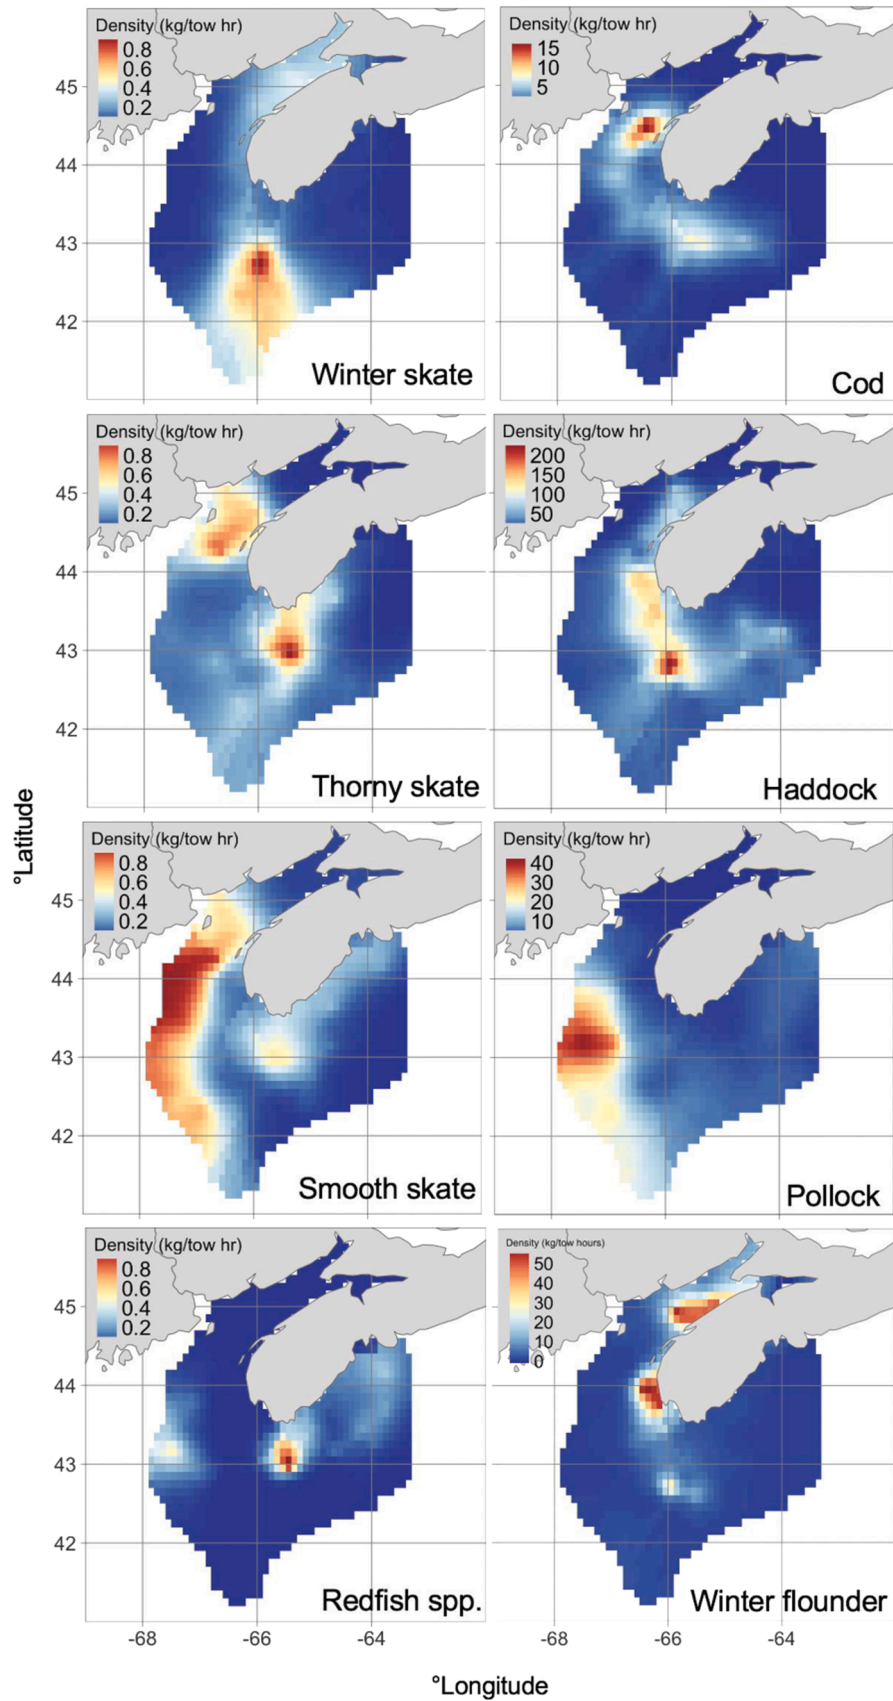 Density (kg/tow hr)
0.8
0.6
0.4
0.2
45
44
43
42
Winter skate
Density (kg/tow hr)
15
10
5
Cod
Density (kg/tow hr)
0.8
0.6
0.4
0.2
45
44
43
42
Thorny skate
Density (kg/tow hr)
200
150
100
50
Haddock
°Latitude
Density (kg/tow hr)
0.8
0.6
0.4
0.2
45
44
43
42
Smooth skate
Density (kg/tow hr)
40
30
20
10
Pollock
Density (kg/tow hr)
0.8
0.6
0.4
0.2
45
44
43
42
Redfish spp.
-68 -66 -64
Density (kg/tow hours)
50
40
30
20
10
0
Winter flounder
-68 -66 -64
°Longitude